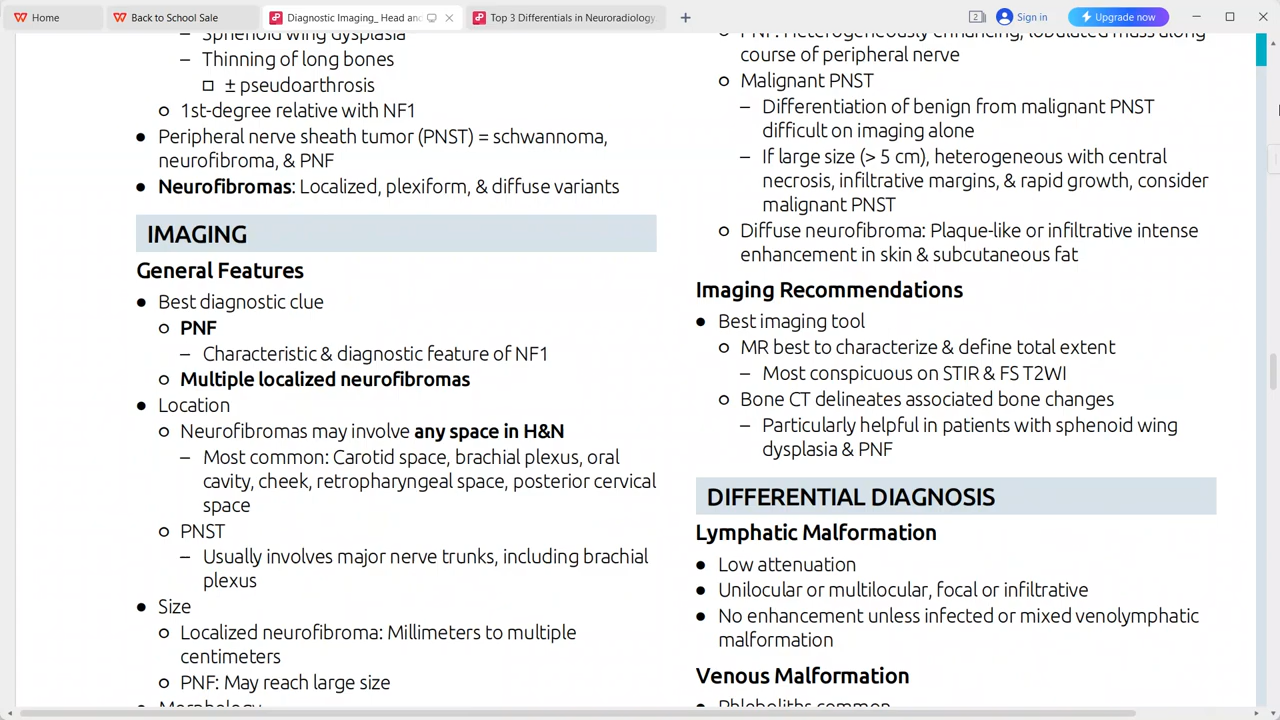 Home
Back to School Sale
Diagnostic Imaging_ Head and
Top 3 Differentials in Neuroradiology.
+
2
Sign in
Upgrade now
– Sphenoid wing dysplasia
– Thinning of long bones
□ ± pseudoarthrosis
○ 1st-degree relative with NF1
● Peripheral nerve sheath tumor (PNST) = schwannoma,
neurofibroma, & PNF
● Neurofibromas: Localized, plexiform, & diffuse variants
IMAGING
General Features
● Best diagnostic clue
○ PNF
– Characteristic & diagnostic feature of NF1
○ Multiple localized neurofibromas
● Location
○ Neurofibromas may involve any space in H&N
– Most common: Carotid space, brachial plexus, oral
cavity, cheek, retropharyngeal space, posterior cervical
space
○ PNST
– Usually involves major nerve trunks, including brachial
plexus
● Size
○ Localized neurofibroma: Millimeters to multiple
centimeters
○ PNF: May reach large size
● Morphology
○ PNF: Heterogeneously enhancing, lobulated mass along
course of peripheral nerve
○ Malignant PNST
– Differentiation of benign from malignant PNST
difficult on imaging alone
– If large size (> 5 cm), heterogeneous with central
necrosis, infiltrative margins, & rapid growth, consider
malignant PNST
○ Diffuse neurofibroma: Plaque-like or infiltrative intense
enhancement in skin & subcutaneous fat
Imaging Recommendations
● Best imaging tool
○ MR best to characterize & define total extent
– Most conspicuous on STIR & FS T2WI
○ Bone CT delineates associated bone changes
– Particularly helpful in patients with sphenoid wing
dysplasia & PNF
DIFFERENTIAL DIAGNOSIS
Lymphatic Malformation
● Low attenuation
● Unilocular or multilocular, focal or infiltrative
● No enhancement unless infected or mixed venolymphatic
malformation
Venous Malformation
● Phleboliths common